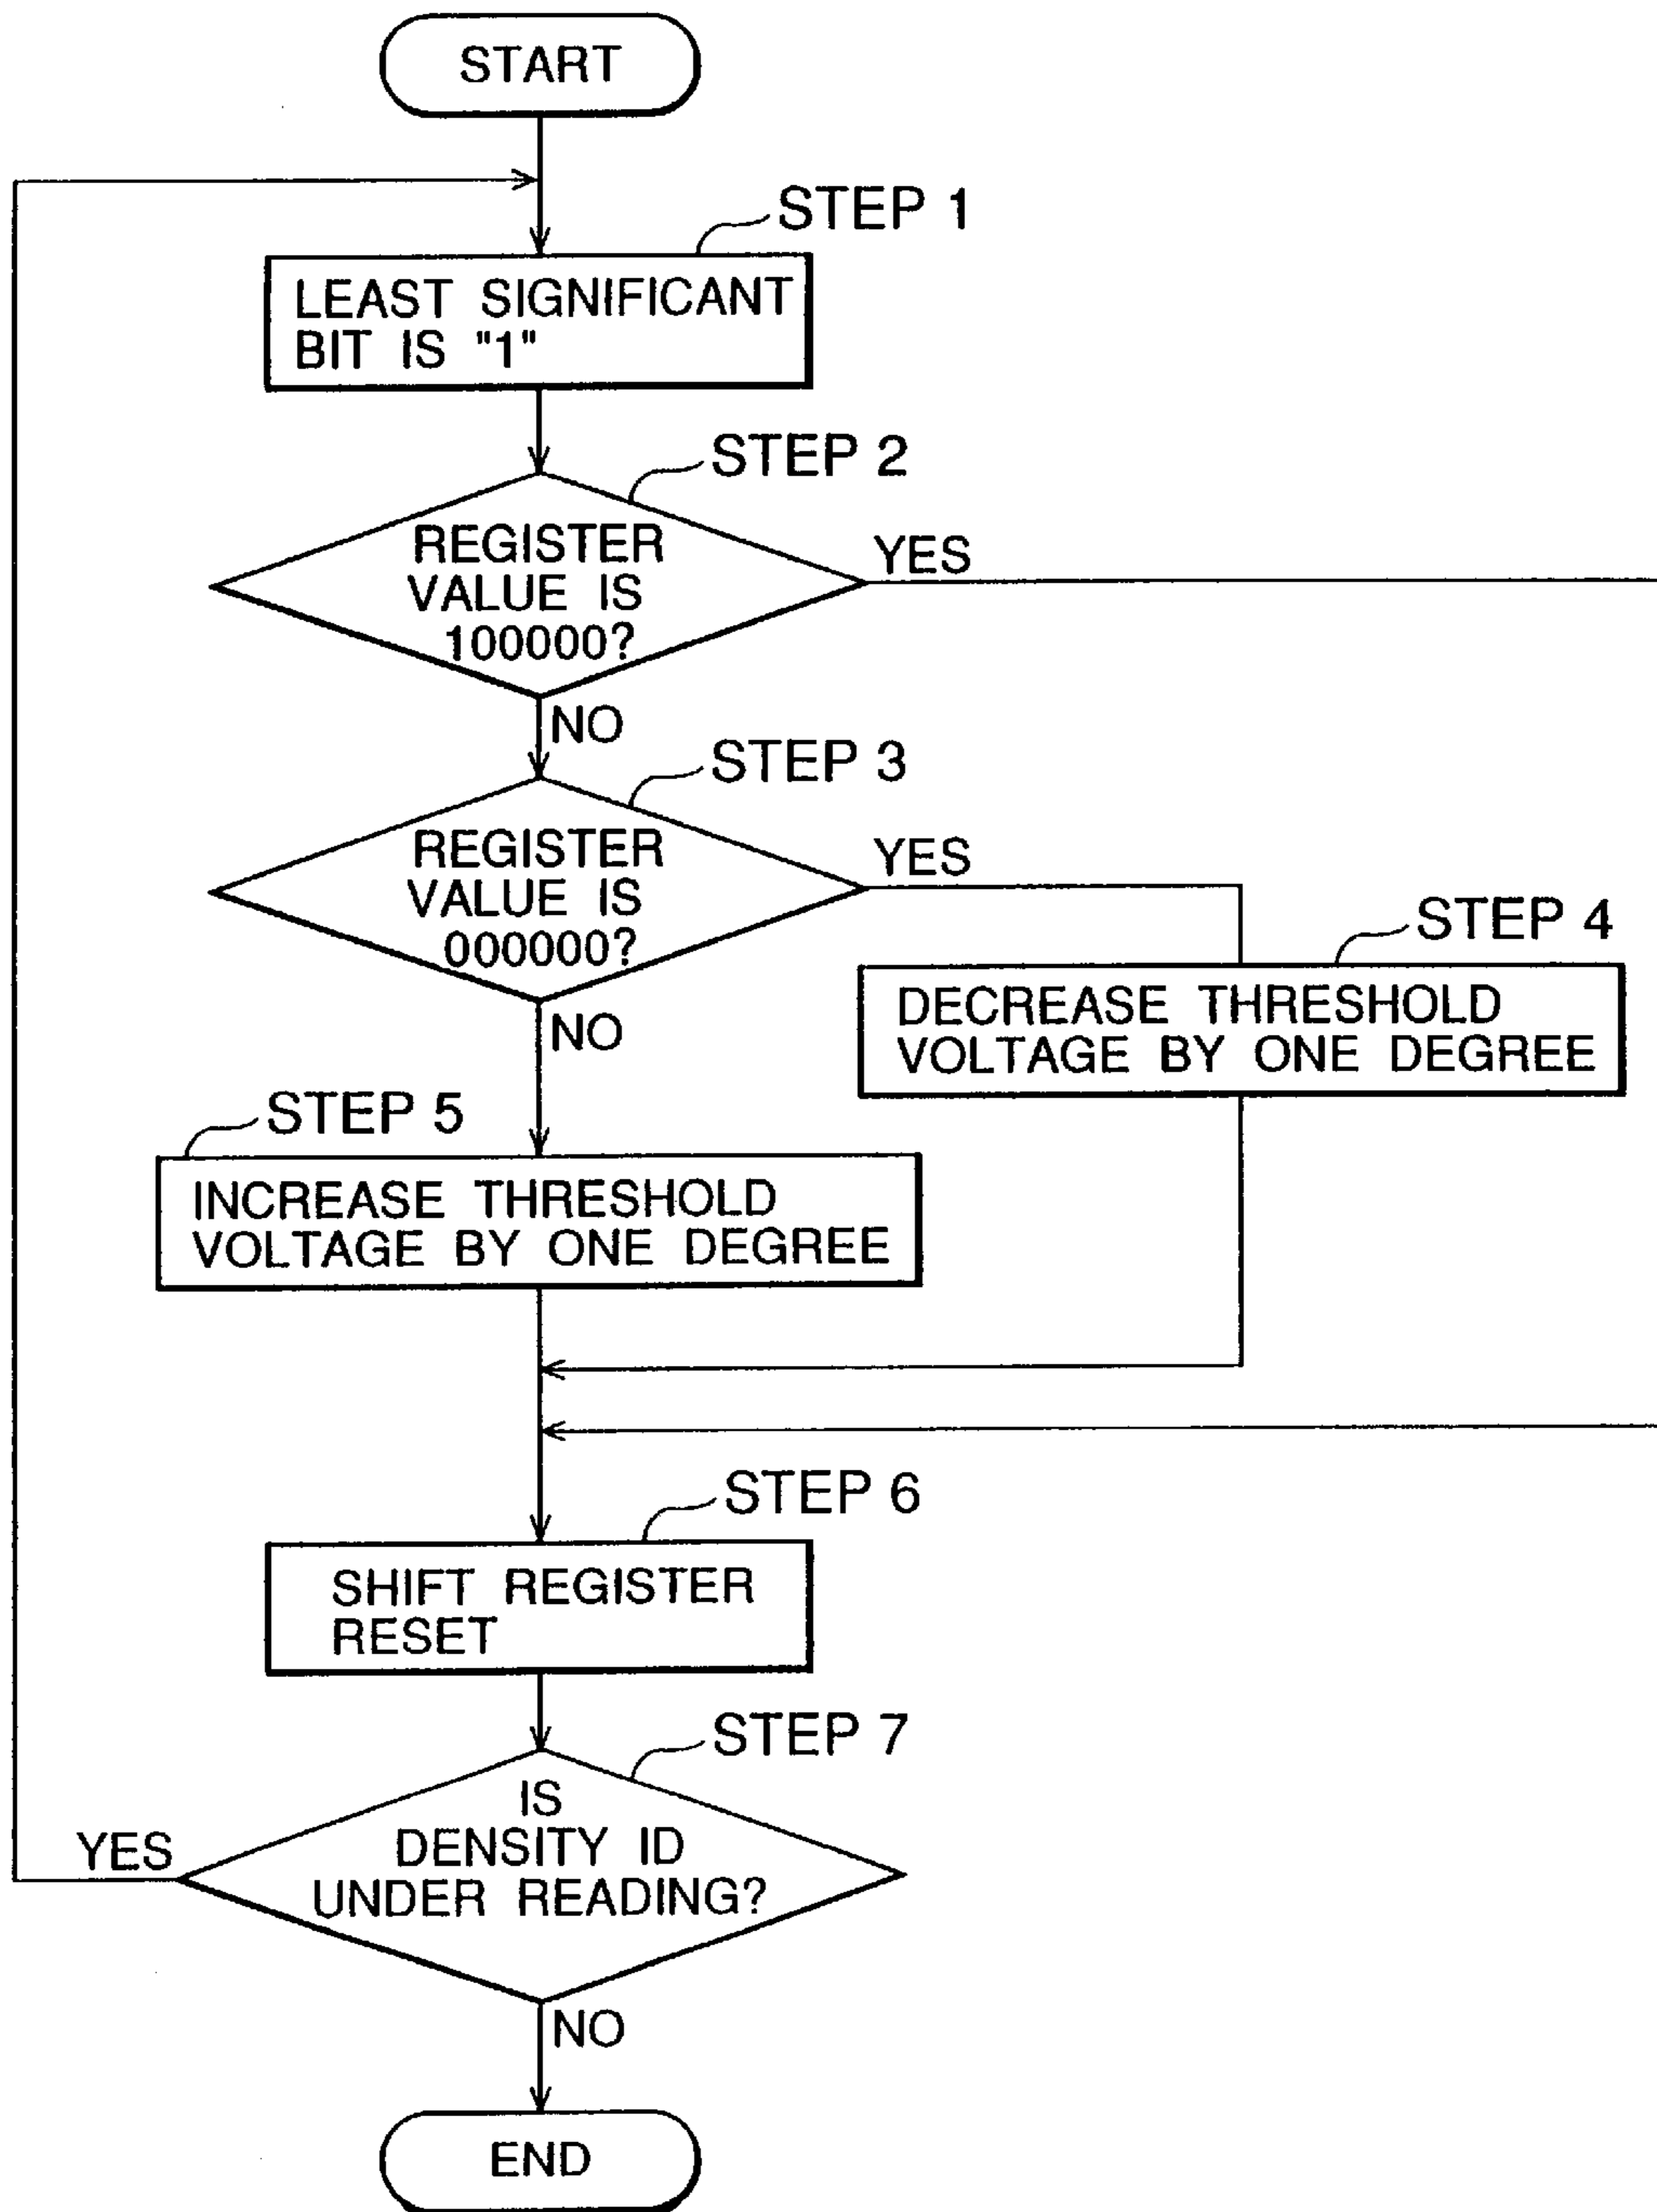 START
STEP 1
LEAST SIGNIFICANT
BIT IS "1"
STEP 2
REGISTER
VALUE IS
100000?
YES
NO
STEP 3
REGISTER
VALUE IS
000000?
YES
NO
STEP 4
DECREASE THRESHOLD
VOLTAGE BY ONE DEGREE
STEP 5
INCREASE THRESHOLD
VOLTAGE BY ONE DEGREE
STEP 6
SHIFT REGISTER
RESET
STEP 7
IS
DENSITY ID
UNDER READING?
YES
NO
END